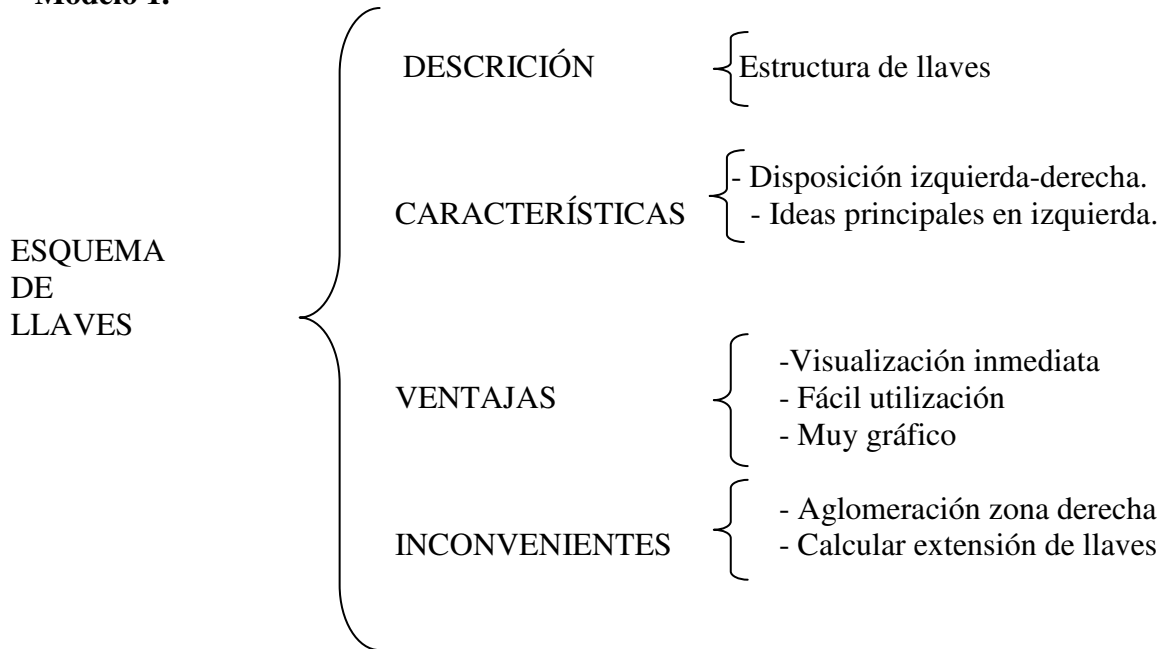 Modelo 1:
DESCRICIÓN
Estructura de llaves
CARACTERÍSTICAS
- Disposición izquierda-derecha.
- Ideas principales en izquierda.
ESQUEMA
DE
LLAVES
VENTAJAS
-Visualización inmediata
- Fácil utilización
- Muy gráfico
INCONVENIENTES
- Aglomeración zona derecha
- Calcular extensión de llaves